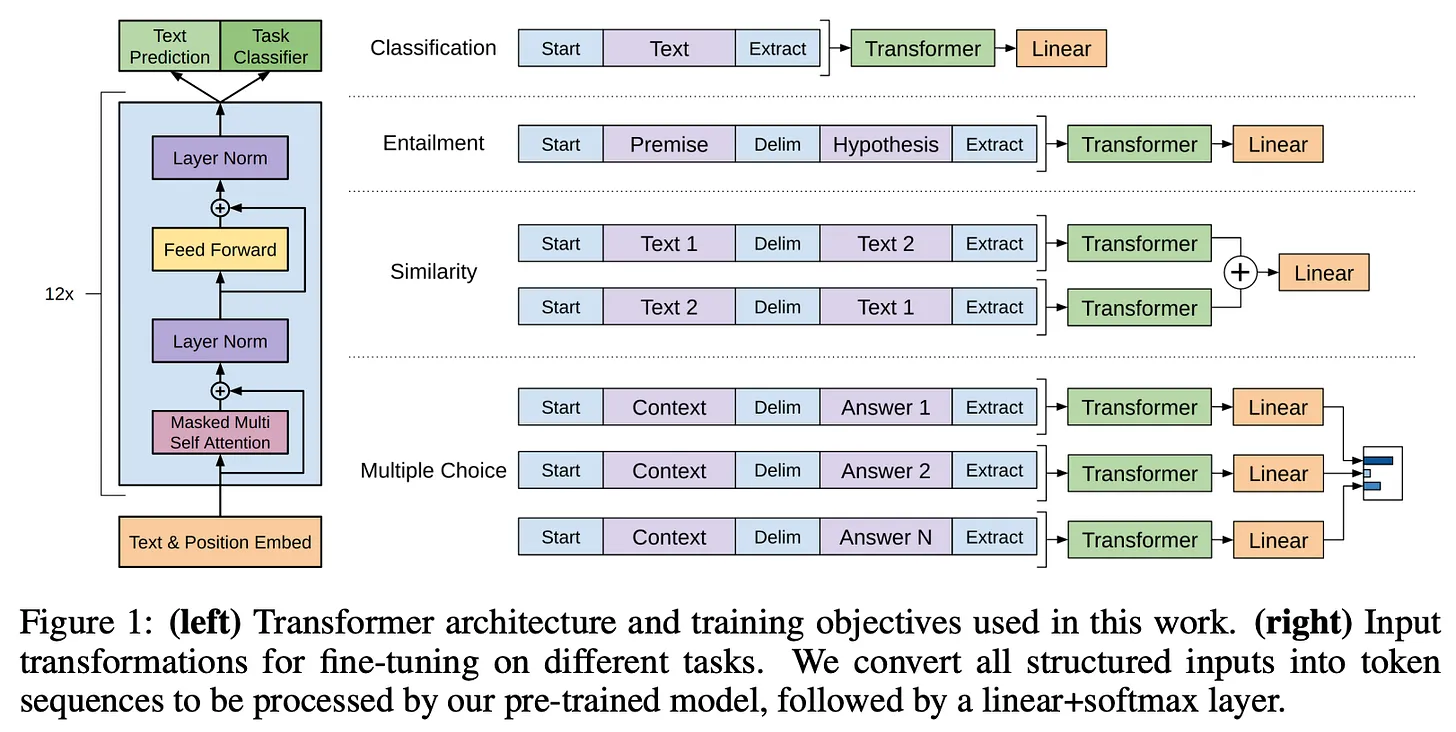 Text
Prediction
Task
Classifier
12x
Layer Norm
+
Feed Forward
Layer Norm
+
Masked Multi
Self Attention
Text & Position Embed
Classification
Start Text Extract Transformer Linear
Entailment
Start Premise Delim Hypothesis Extract Transformer Linear
Similarity
Start Text 1 Delim Text 2 Extract Transformer
+ Linear
Start Text 2 Delim Text 1 Extract Transformer
Multiple Choice
Start Context Delim Answer 1 Extract Transformer Linear
Start Context Delim Answer 2 Extract Transformer Linear
Start Context Delim Answer N Extract Transformer Linear
Figure 1: (left) Transformer architecture and training objectives used in this work. (right) Input
transformations for fine-tuning on different tasks. We convert all structured inputs into token
sequences to be processed by our pre-trained model, followed by a linear+softmax layer.